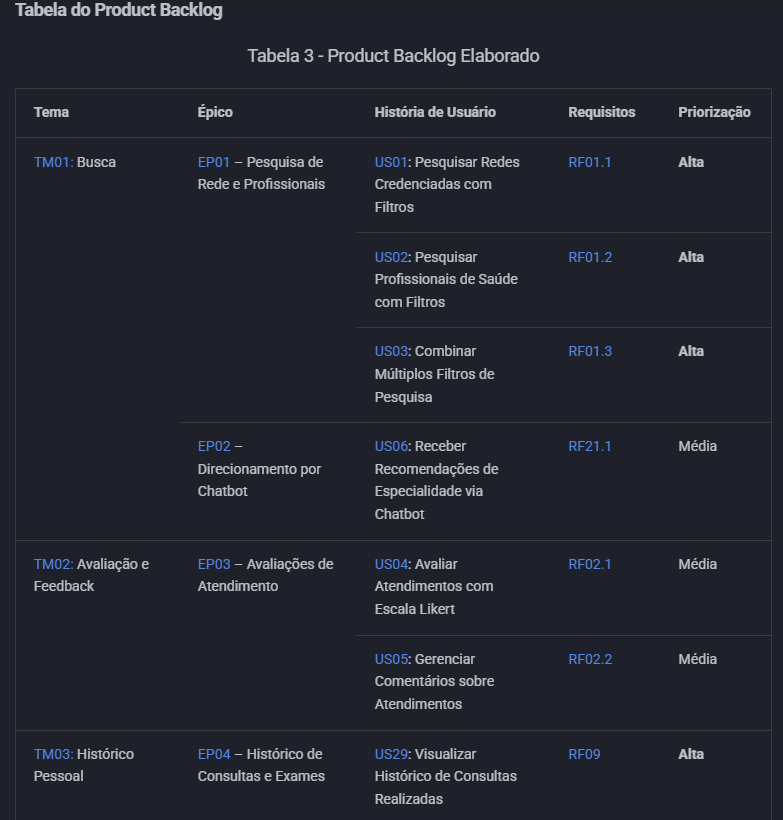 Tabela do Product Backlog
Tabela 3 - Product Backlog Elaborado
Tema Épico História de Usuário Requisitos Priorização
TM01: Busca EP01 – Pesquisa de US01: Pesquisar Redes RF01.1 Alta
Rede e Profissionais Credenciadas com
Filtros
US02: Pesquisar RF01.2 Alta
Profissionais de Saúde
com Filtros
US03: Combinar RF01.3 Alta
Múltiplos Filtros de
Pesquisa
EP02 – US06: Receber RF21.1 Média
Direcionamento por Recomendações de
Chatbot Especialidade via
Chatbot
TM02: Avaliação e EP03 – Avaliações de US04: Avaliar RF02.1 Média
Feedback Atendimento Atendimentos com
Escala Likert
US05: Gerenciar RF02.2 Média
Comentários sobre
Atendimentos
TM03: Histórico EP04 – Histórico de US29: Visualizar RF09 Alta
Pessoal Consultas e Exames Histórico de Consultas
Realizadas